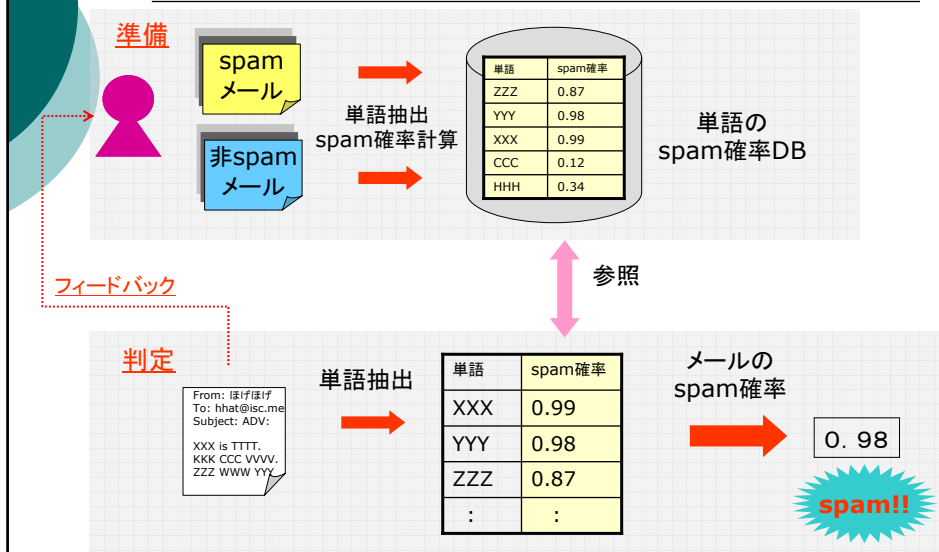 準備
spam
メール
非spam
メール
単語抽出
spam確率計算
単語 spam確率
ZZZ 0.87
YYY 0.98
XXX 0.99
CCC 0.12
HHH 0.34
単語の
spam確率DB
参照
フィードバック
判定
From: ほげほげ
To: hhat@isc.me
Subject: ADV:
XXX is TTTT.
KKK CCC VVVV.
ZZZ WWW YYY
単語抽出
単語 spam確率
XXX 0.99
YYY 0.98
ZZZ 0.87
: :
メールの
spam確率
０．９８
spam!!